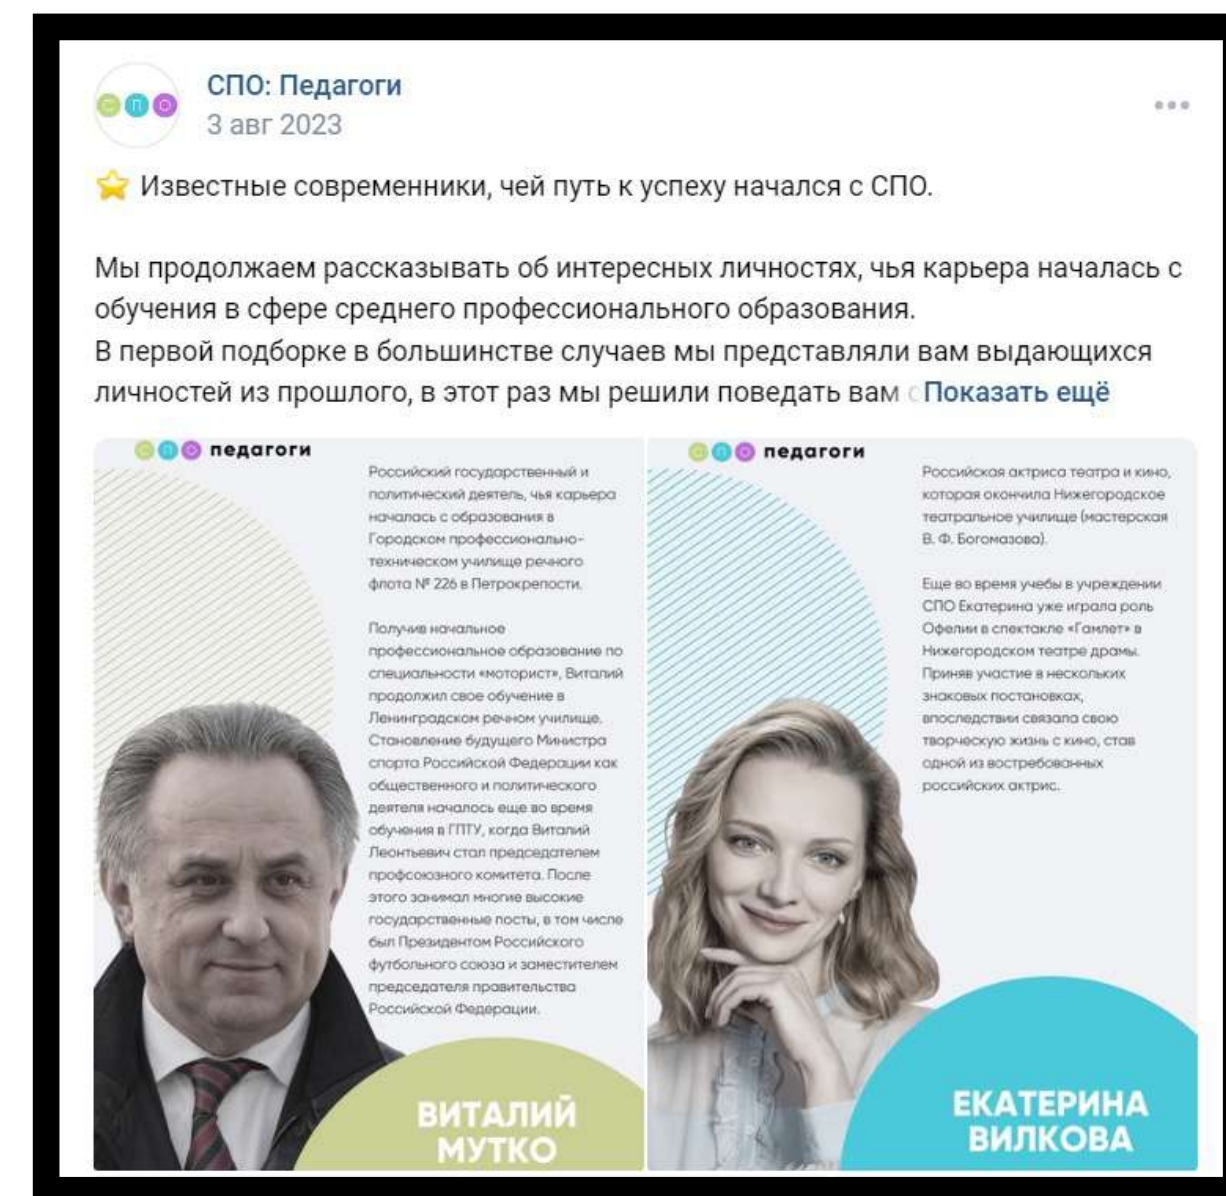 СПО
СПО: Педагоги
3 авг 2023
Известные современники, чей путь к успеху начался с СПО.
Мы продолжаем рассказывать об интересных личностях, чья карьера началась с
обучения в сфере среднего профессионального образования.
В первой подборке в большинстве случаев мы представляли вам выдающихся
личностей из прошлого, в этот раз мы решили поведать вам с Показать ещё
СПО педагоги
Российский государственный и
политический деятель, чья карьера
началась с образования в
Городском профессионально-
техническом училище речного
флота № 226 в Петрокрепости.
Получив начальное
профессиональное образование по
специальности «моторист», Виталий
продолжил свое обучение в
Ленинградском речном училище.
Становление будущего Министра
спорта Российской Федерации как
общественного и политического
деятеля началось еще во время
обучения в ГПТУ, когда Виталий
Леонтьевич стал председателем
профсоюзного комитета. После
этого занимал многие высокие
государственные посты, в том числе
был Президентом Российского
футбольного союза и заместителем
председателя правительства
Российской Федерации.
ВИТАЛИЙ
МУТКО
СПО педагоги
Российская актриса театра и кино,
которая окончила Нижегородское
театральное училище (мастерская
В. Ф. Богомазова).
Еще во время учебы в учреждении
СПО Екатерина уже играла роль
Офелии в спектакле «Гамлет» в
Нижегородском театре драмы.
Приняв участие в нескольких
знаковых постановках,
впоследствии связала свою
творческую жизнь с кино, став
одной из востребованных
российских актрис.
ЕКАТЕРИНА
ВИЛКОВА